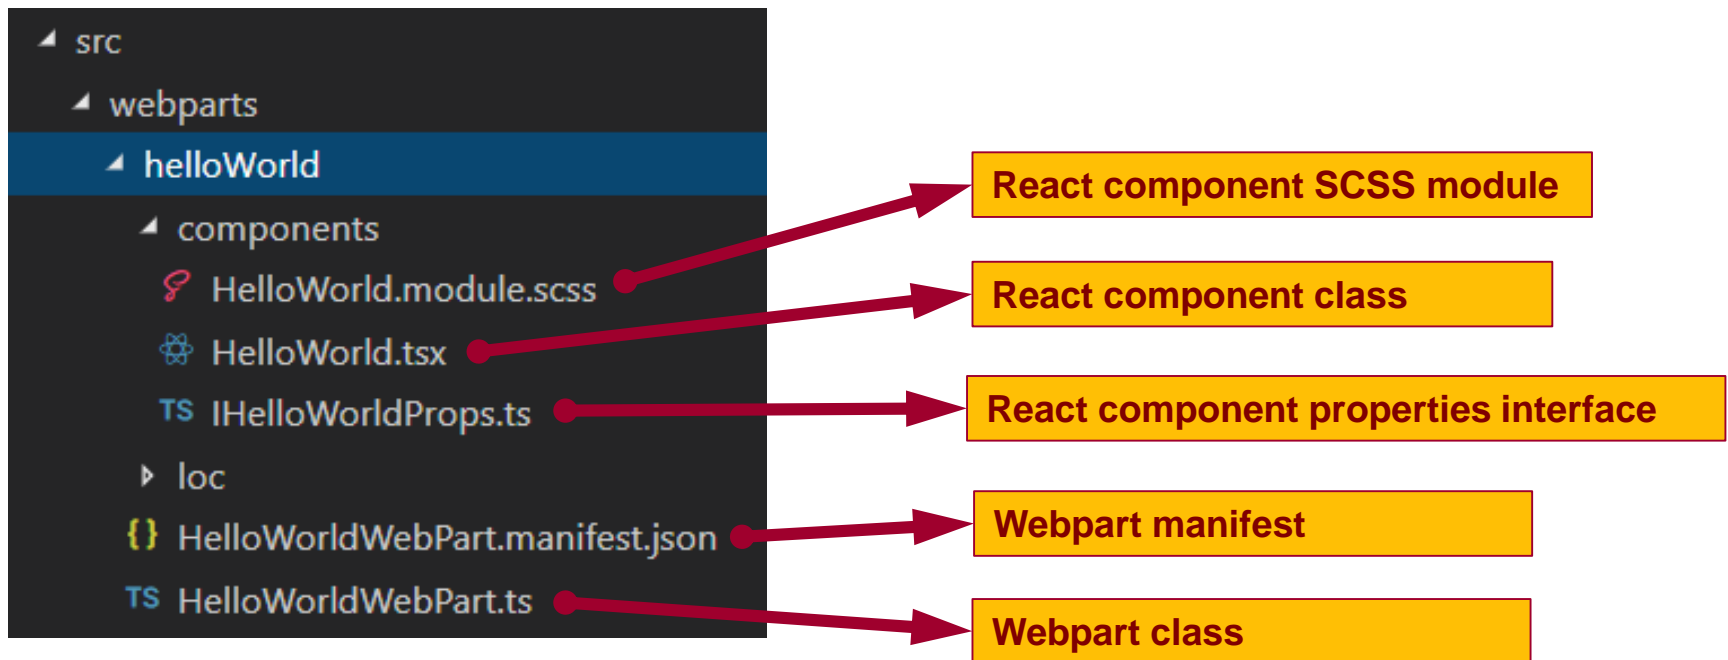 src
webparts
helloWorld
components
HelloWorld.module.scss
React component SCSS module
HelloWorld.tsx
React component class
TS IHelloWorldProps.ts
React component properties interface
loc
{} HelloWorldWebPart.manifest.json
Webpart manifest
TS HelloWorldWebPart.ts
Webpart class